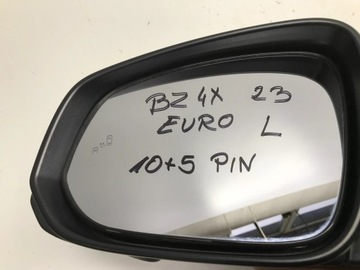 BZ 4X 23
EURO L
10+5 PIN